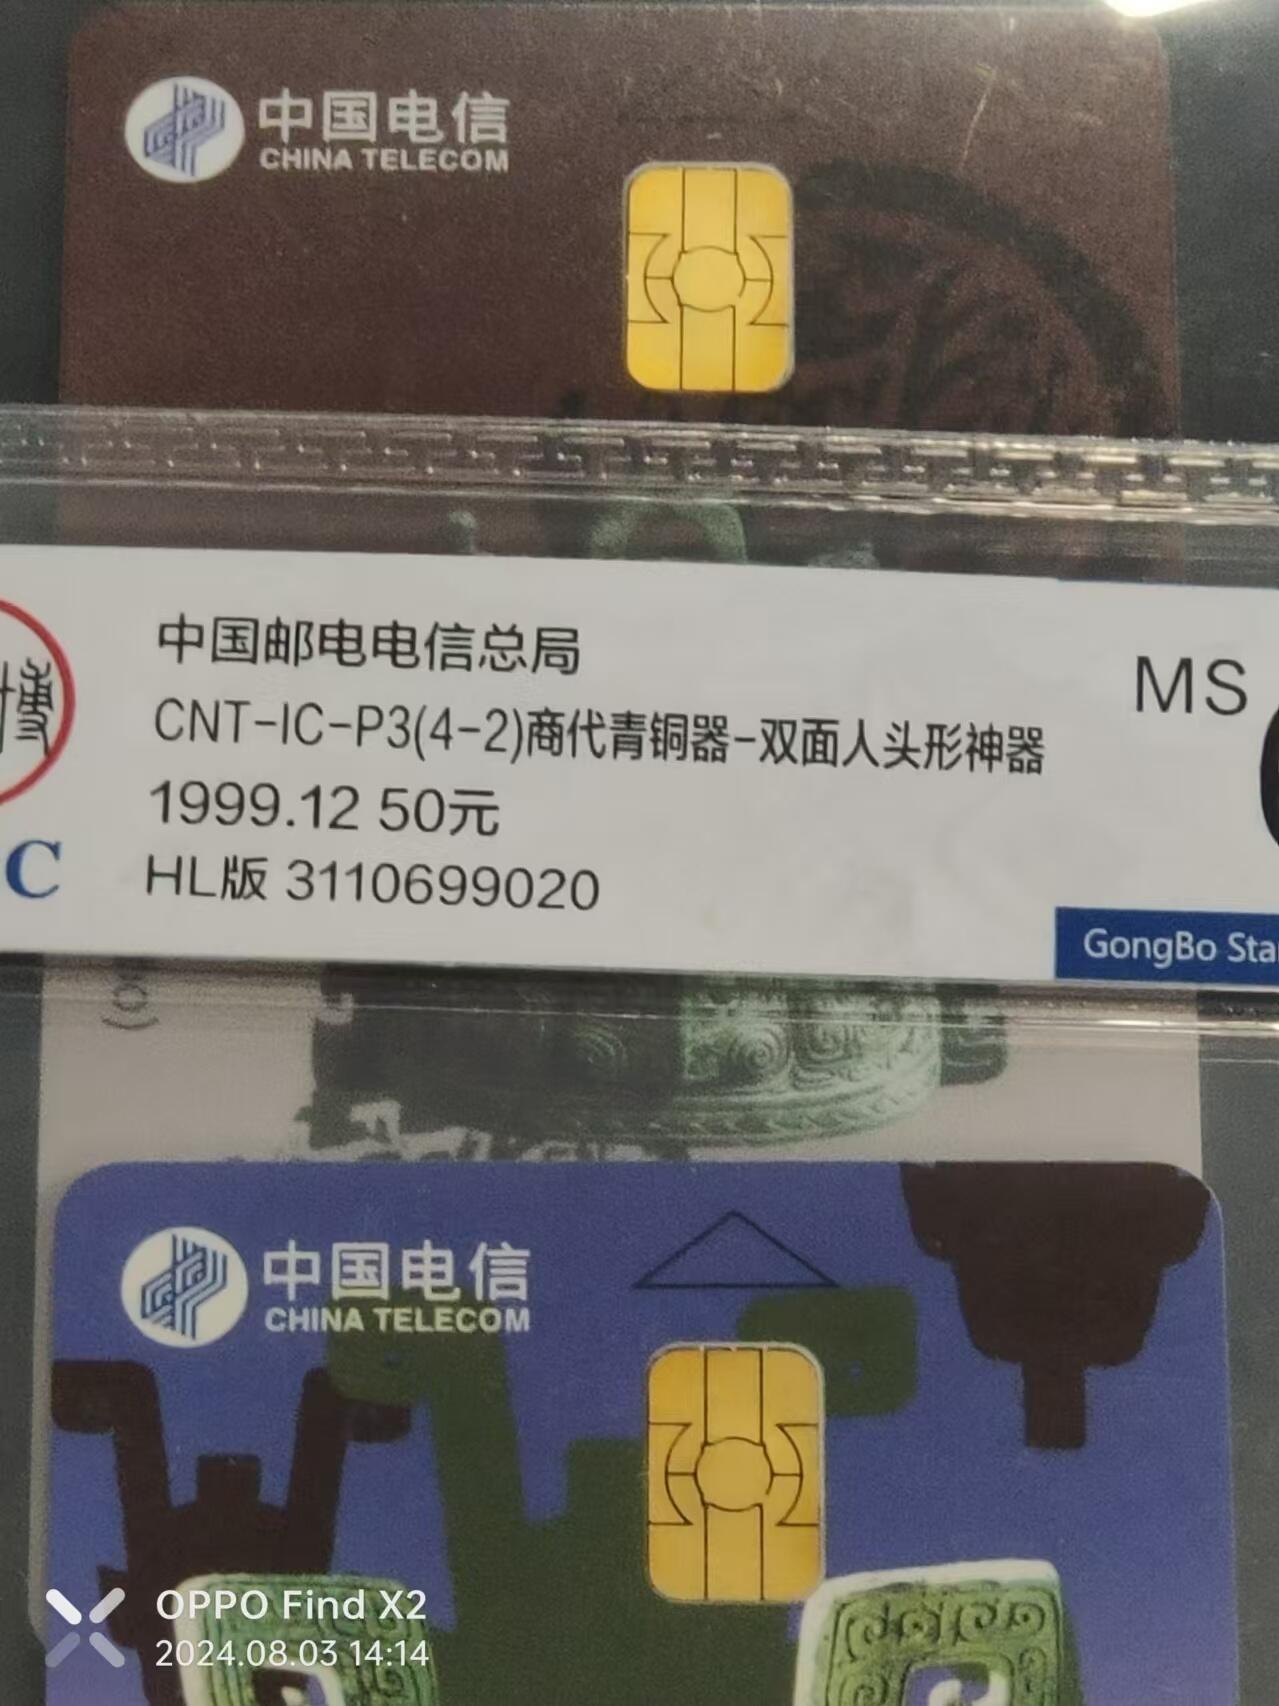 中国电信
CHINA TELECOM
博
C
中国邮电电信总局
CNT-IC-P3(4-2)商代青铜器-双面人头形神器
1999.12 50元
HL版 3110699020
MS
GongBo
中国电信
CHINA TELECOM
OPPO Find X2
2024.08.03 14:14